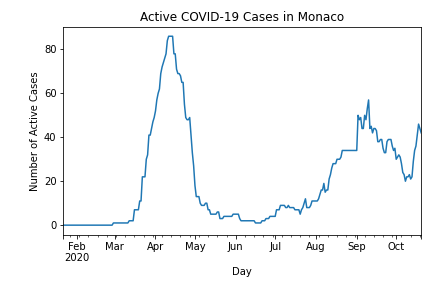 Active COVID-19 Cases in Monaco
Number of Active Cases
80
60
40
20
0
Feb Mar Apr May Jun Jul Aug Sep Oct
2020
Day